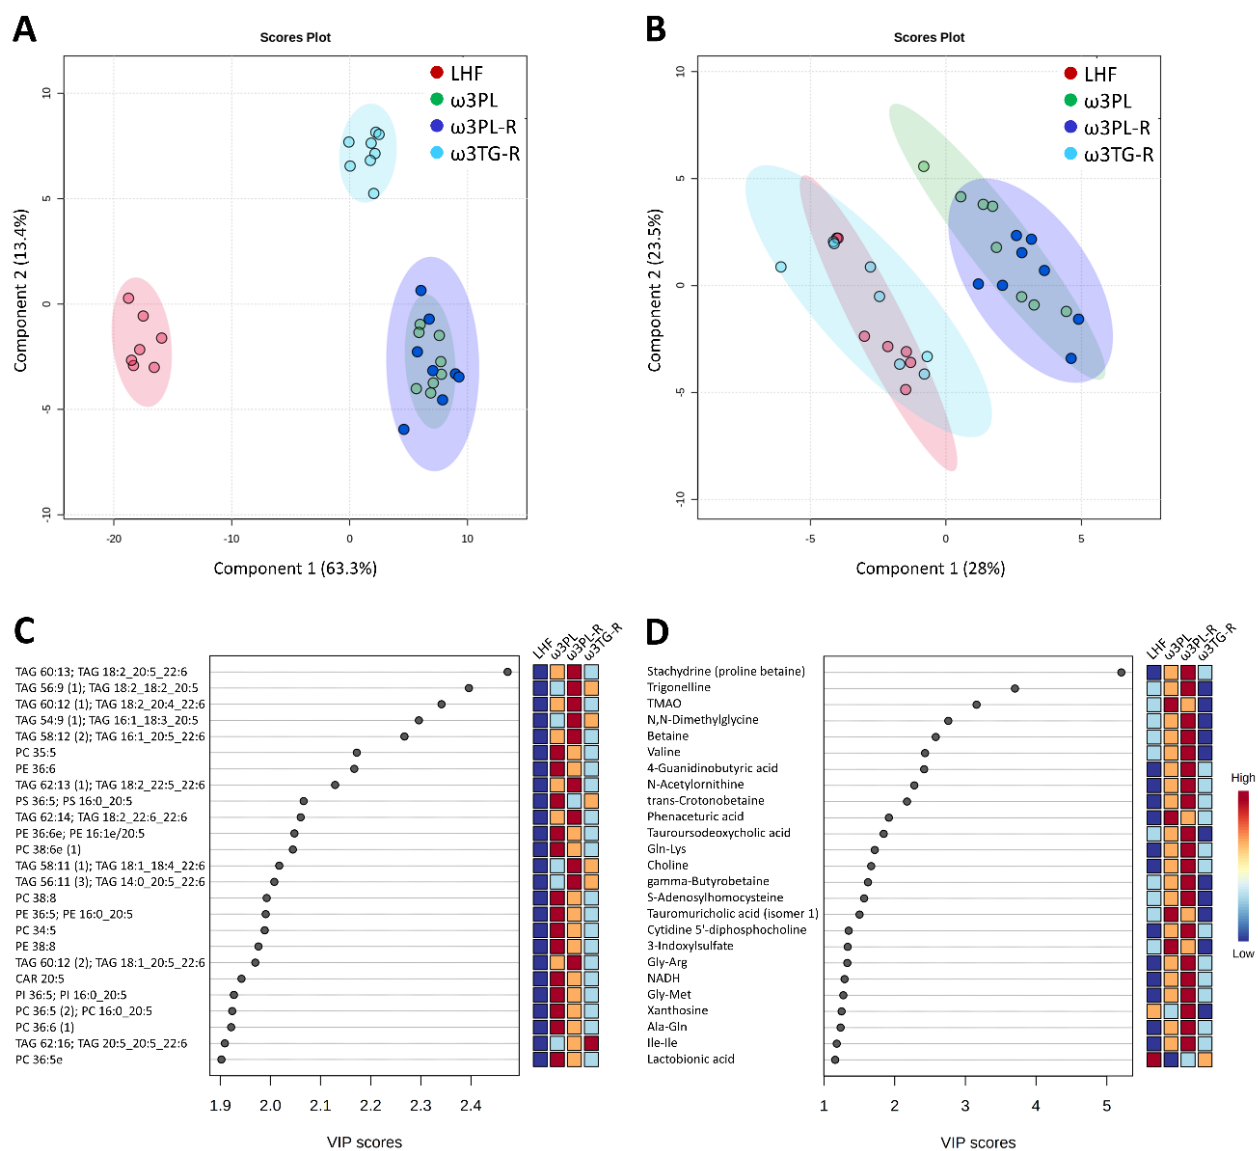 A
Scores Plot
LHF
ω3PL
ω3PL-R
ω3TG-R
Component 2 (13.4%)
10
5
0
-5
-10
-20
-10
0
10
Component 1 (63.3%)
B
Scores Plot
LHF
ω3PL
ω3PL-R
ω3TG-R
Component 2 (23.5%)
10
5
0
-5
-10
-5
0
5
Component 1 (28%)
C
LHF
ω3PL
ω3PL-R
ω3TG-R
TAG 60:13; TAG 18:2_20:5_22:6
TAG 56:9 (1); TAG 18:2_18:2_20:5
TAG 60:12 (1); TAG 18:2_20:4_22:6
TAG 54:9 (1); TAG 16:1_18:3_20:5
TAG 58:12 (2); TAG 16:1_20:5_22:6
PC 35:5
PE 36:6
TAG 62:13 (1); TAG 18:2_22:5_22:6
PS 36:5; PS 16:0_20:5
TAG 62:14; TAG 18:2_22:6_22:6
PE 36:6e; PE 16:1e/20:5
PC 38:6e (1)
TAG 58:11 (1); TAG 18:1_18:4_22:6
TAG 56:11 (3); TAG 14:0_20:5_22:6
PC 38:8
PE 36:5; PE 16:0_20:5
PC 34:5
PE 38:8
TAG 60:12 (2); TAG 18:1_20:5_22:6
CAR 20:5
PI 36:5; PI 16:0_20:5
PC 36:5 (2); PC 16:0_20:5
PC 36:6 (1)
TAG 62:16; TAG 20:5_20:5_22:6
PC 36:5e
1.9
2.0
2.1
2.2
2.3
2.4
VIP scores
D
LHF
ω3PL
ω3PL-R
ω3TG-R
Stachydrine (proline betaine)
Trigonelline
TMAO
N,N-Dimethylglycine
Betaine
Valine
4-Guanidinobutyric acid
N-Acetylornithine
trans-Crotonobetaine
Phenaceturic acid
Tauroursodeoxycholic acid
Gln-Lys
Choline
gamma-Butyrobetaine
S-Adenosylhomocysteine
Tauromuricholic acid (isomer 1)
Cytidine 5'-diphosphocholine
3-Indoxylsulfate
Gly-Arg
NADH
Gly-Met
Xanthosine
Ala-Gln
Ile-Ile
Lactobionic acid
1
2
3
4
5
VIP scores
High
Low